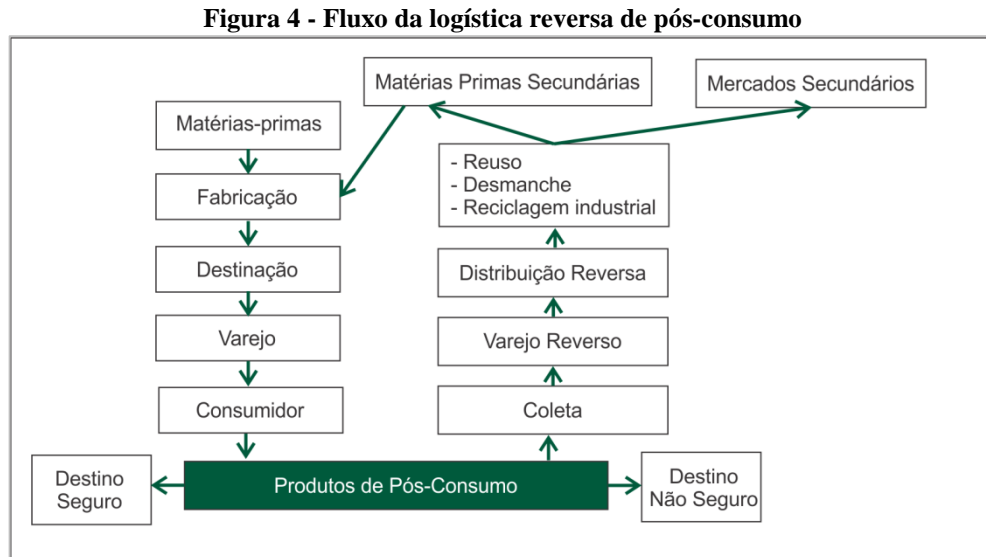 Figura 4 - Fluxo da logística reversa de pós-consumo
Matérias Primas Secundárias
Mercados Secundários
Matérias-primas
- Reuso
- Desmanche
- Reciclagem industrial
Fabricação
Destinação
Distribuição Reversa
Varejo
Varejo Reverso
Consumidor
Coleta
Destino
Seguro
Produtos de Pós-Consumo
Destino
Não Seguro